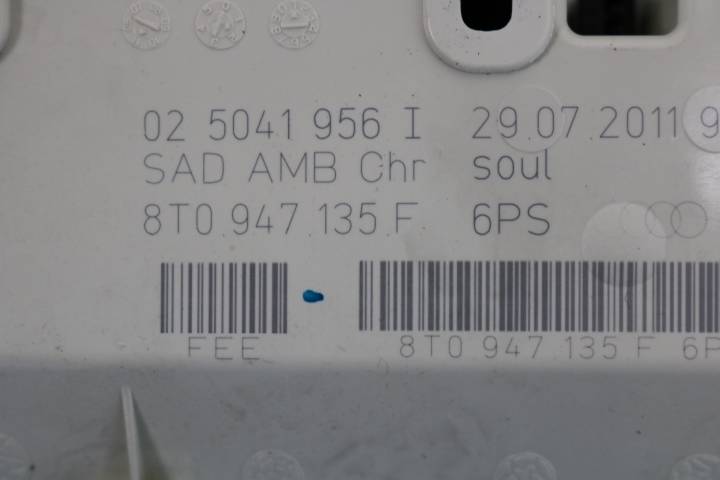 02 5041 956 I 29.07.2011 9
SAD AMB Chr soul
8T0 947 135 F 6PS
FEE 8T0 947 135 F 6P